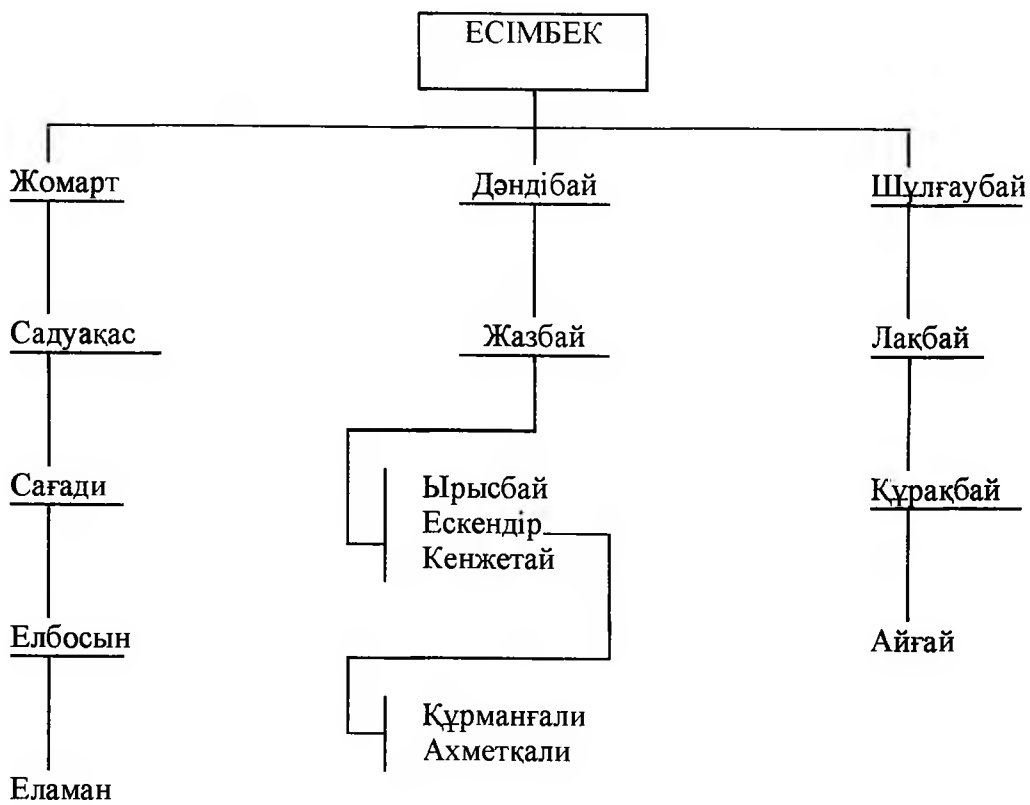 ЕСІМБЕК
Жомарт
Дәндібай
Шұлғаубай
Садуақас
Жазбай
Лақбай
Сағади
Ырысбай
Ескендір
Кенжетай
Құрақбай
Елбосын
Айғай
Құрманғали
Ахметқали
Еламан